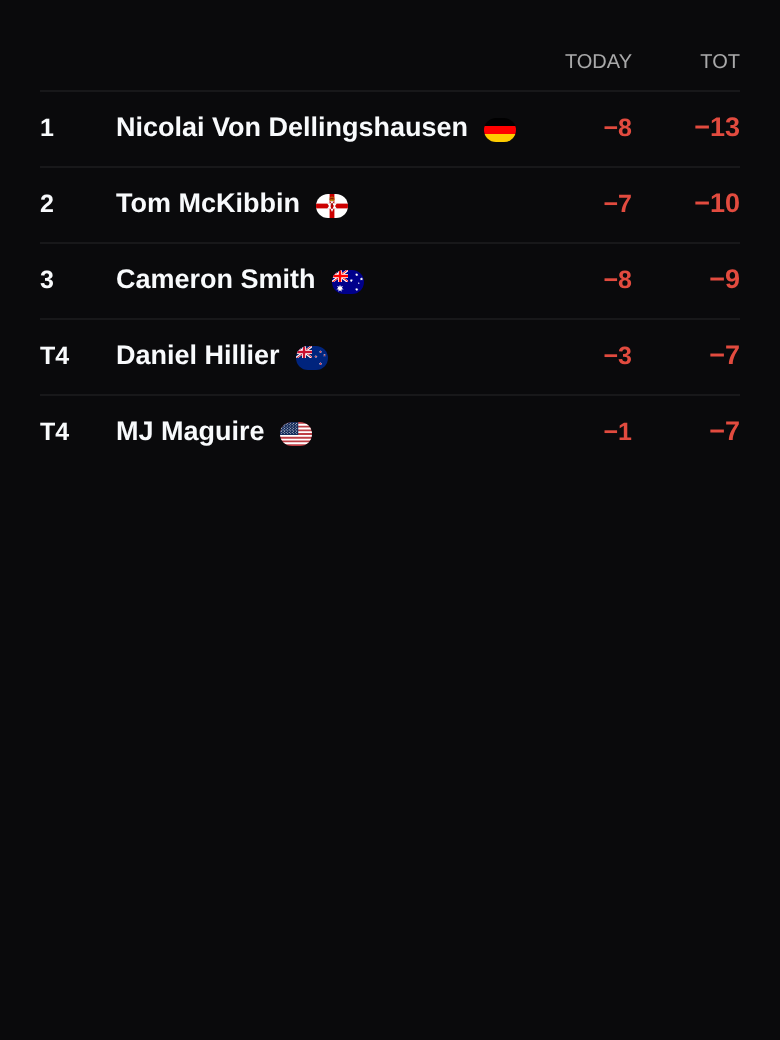 TODAY TOT
1 Nicolai Von Dellingshausen −8 −13
2 Tom McKibbin −7 −10
3 Cameron Smith −8 −9
T4 Daniel Hillier −3 −7
T4 MJ Maguire −1 −7